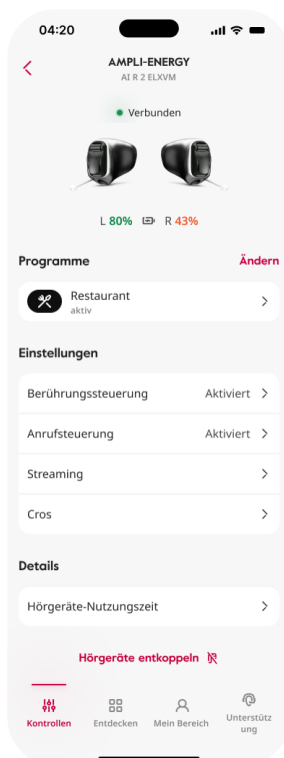 04:20
AMPLI-ENERGY
AI R 2 ELXVM
Verbunden
L 80% R 43%
Programme Ändern
Restaurant
aktiv
Einstellungen
Berührungssteuerung Aktiviert
Anrufsteuerung Aktiviert
Streaming
Cros
Details
Hörgeräte-Nutzungszeit
Hörgeräte entkoppeln
Kontrollen Entdecken Mein Bereich Unterstütz
ung